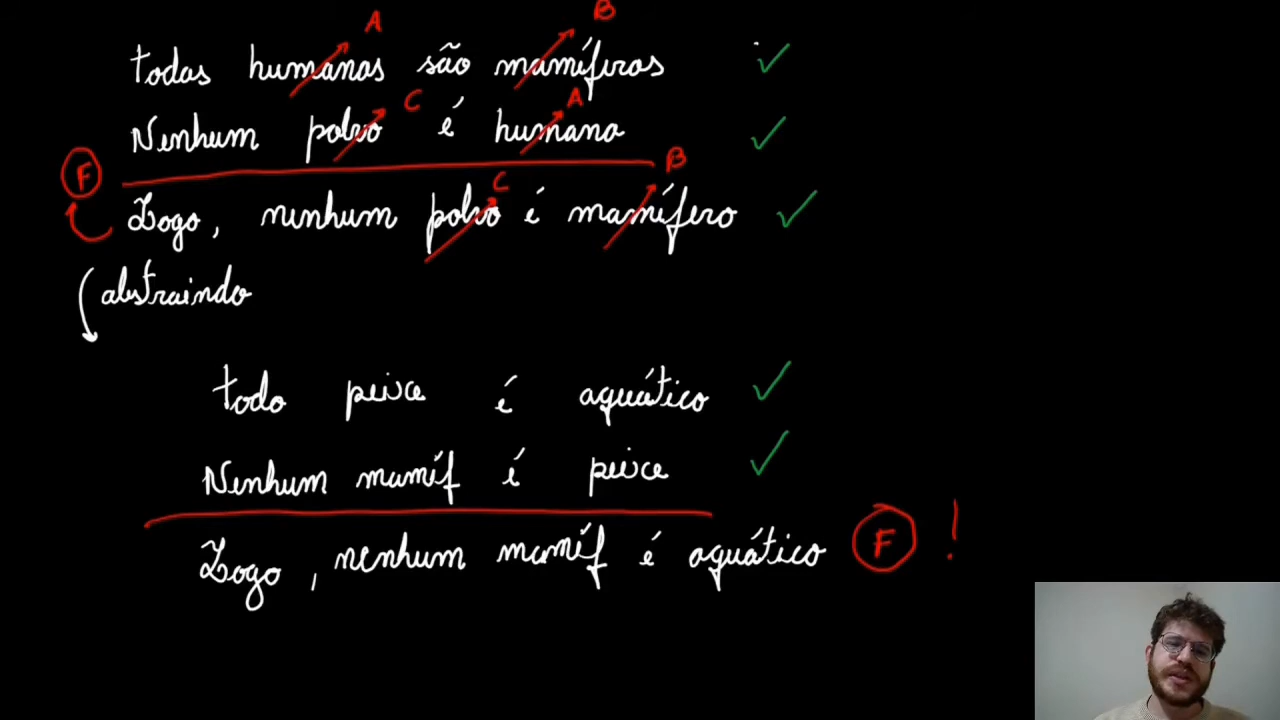 A B
todos humanos são mamíferos
C A
Nenhum polvo é humano
F C B
Logo, nenhum polvo é mamífero
abstraindo
todo peixe é aquático
Nenhum mamíf é peixe
Logo, nenhum mamíf é aquático F !